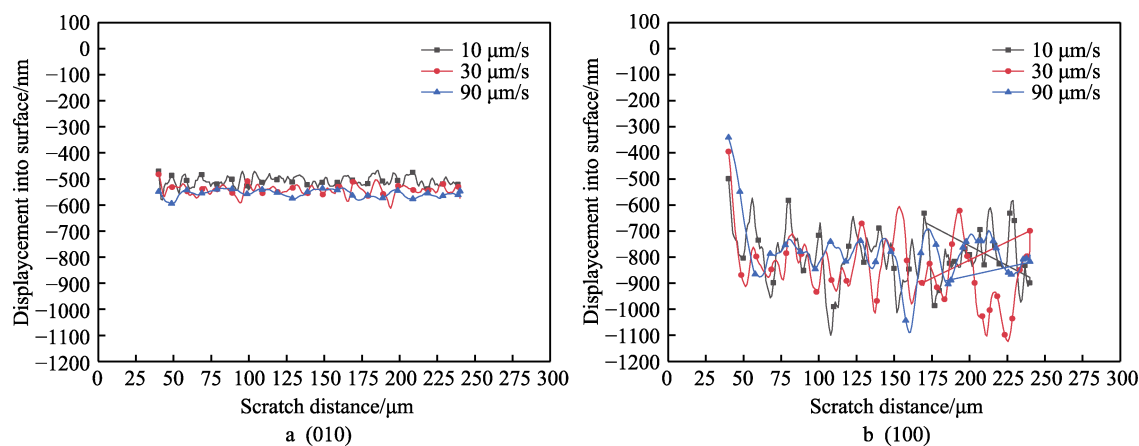 100
0
−100
−200
−300
−400
−500
−600
−700
−800
−900
−1000
−1100
−1200
Displaycement into surface/nm
10 μm/s
30 μm/s
90 μm/s
0 25 50 75 100 125 150 175 200 225 250 275 300
Scratch distance/μm
a (010)
100
0
−100
−200
−300
−400
−500
−600
−700
−800
−900
−1000
−1100
−1200
Displaycement into surface/nm
10 μm/s
30 μm/s
90 μm/s
0 25 50 75 100 125 150 175 200 225 250 275 300
Scratch distance/μm
b (100)